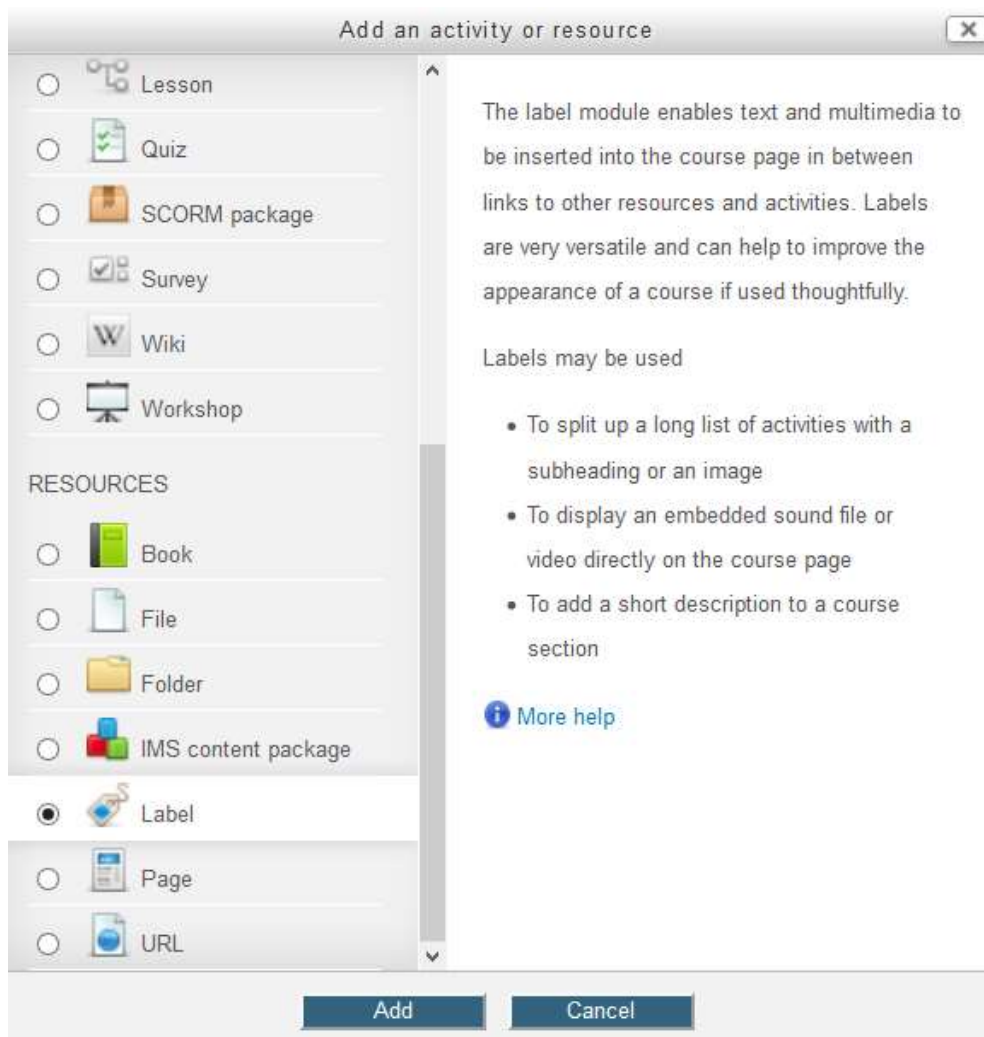 Add an activity or resource
Lesson
Quiz
SCORM package
Survey
Wiki
Workshop
RESOURCES
Book
File
Folder
IMS content package
Label
Page
URL
The label module enables text and multimedia to
be inserted into the course page in between
links to other resources and activities. Labels
are very versatile and can help to improve the
appearance of a course if used thoughtfully.
Labels may be used
• To split up a long list of activities with a
subheading or an image
• To display an embedded sound file or
video directly on the course page
• To add a short description to a course
section
More help
Add
Cancel